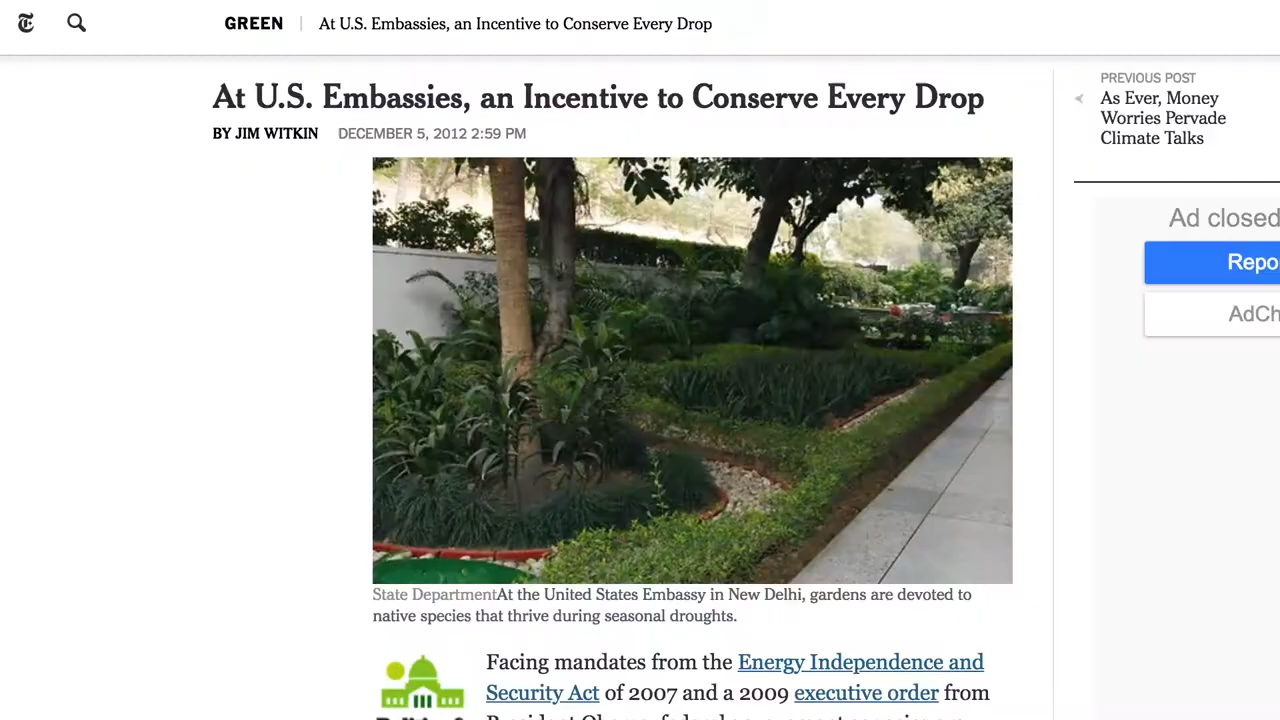 GREEN | At U.S. Embassies, an Incentive to Conserve Every Drop
At U.S. Embassies, an Incentive to Conserve Every Drop
BY JIM WITKIN DECEMBER 5, 2012 2:59 PM
State DepartmentAt the United States Embassy in New Delhi, gardens are devoted to
native species that thrive during seasonal droughts.
Facing mandates from the Energy Independence and
Security Act of 2007 and a 2009 executive order from
PREVIOUS POST
As Ever, Money
Worries Pervade
Climate Talks
Ad closed
Repo
AdCh